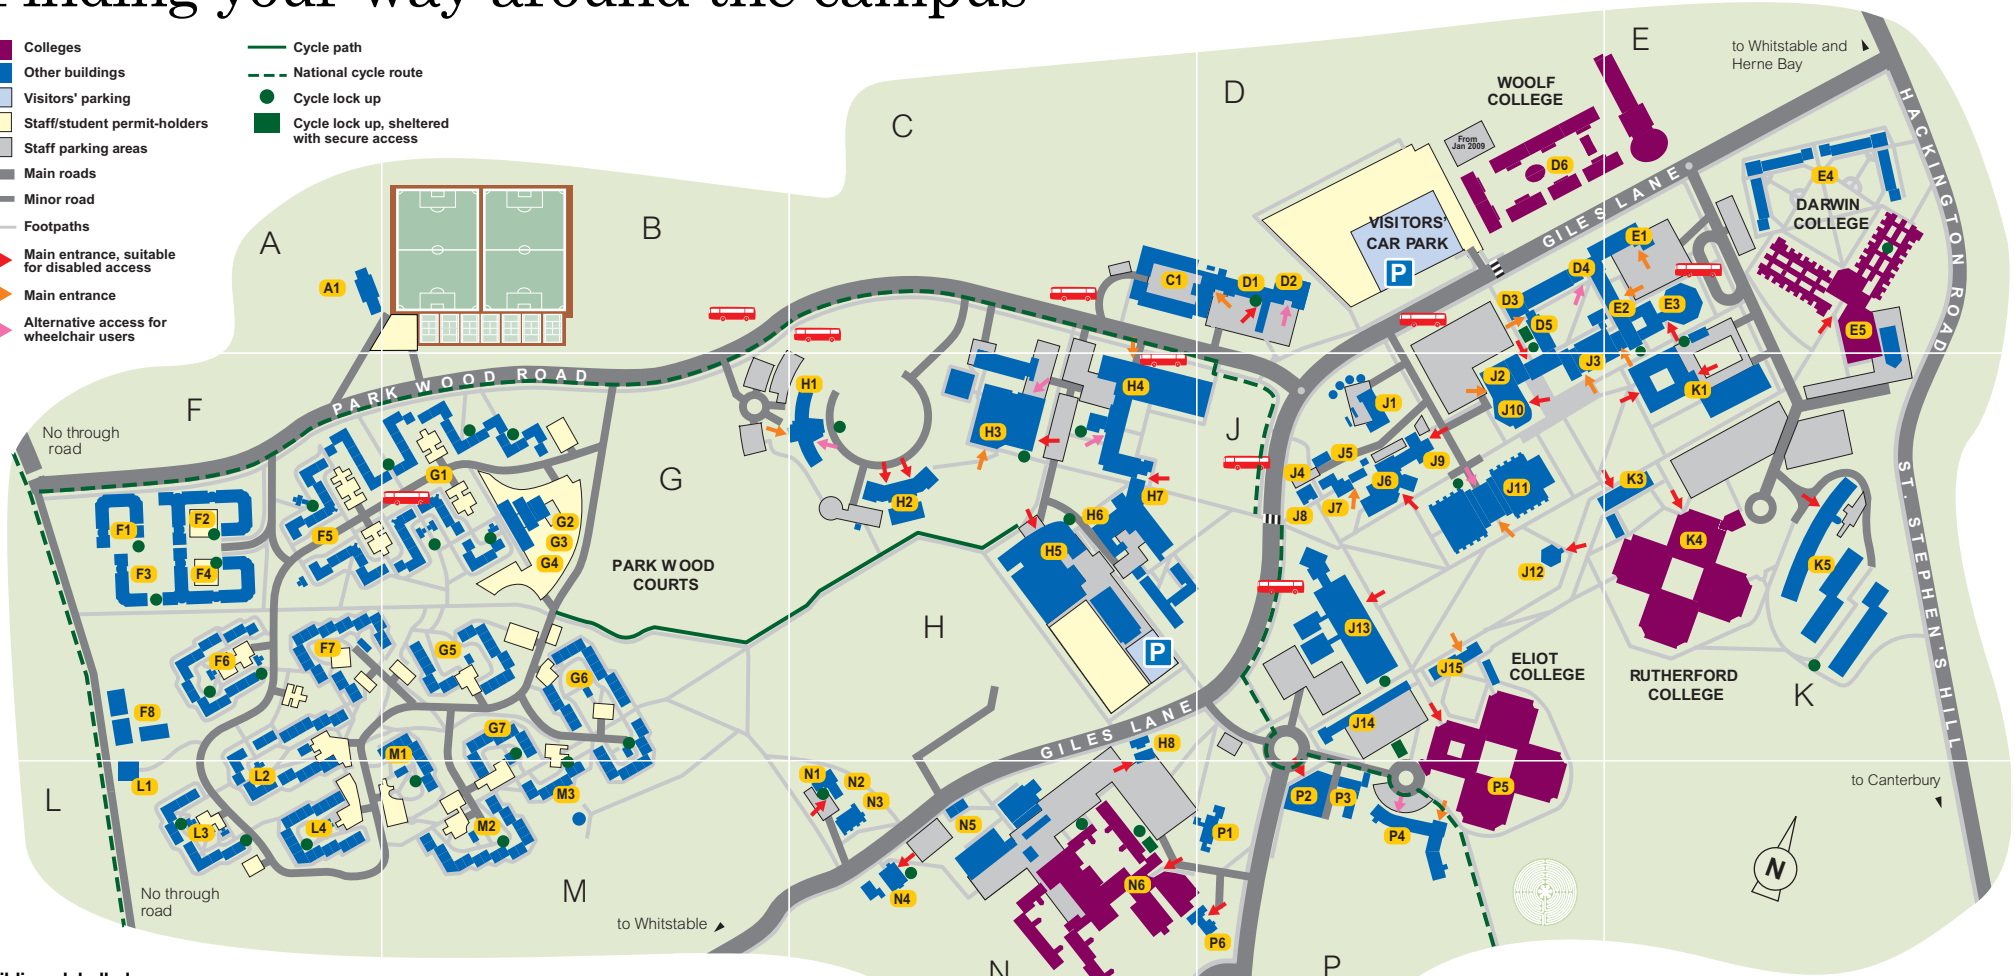 Finding your way around the campus
Colleges
Other buildings
Visitors' parking
Staff/student permit-holders
Staff parking areas
Main roads
Minor road
Footpaths
Main entrance, suitable
for disabled access
Main entrance
Alternative access for
wheelchair users
Cycle path
National cycle route
Cycle lock up
Cycle lock up, sheltered
with secure access
A
B
C
D
E
F
G
H
J
K
L
M
N
P
to Whitstable and
Herne Bay
WOOLF
COLLEGE
From
Jan 2009
D6
VISITORS'
CAR PARK
P
GILES LANE
HACKINGTON ROAD
E4
DARWIN
COLLEGE
E5
E1
D4
D3
D5
E2
E3
J3
J2
J10
K1
A1
C1
D1
D2
PARK WOOD ROAD
No through
road
H1
H2
H3
H4
H7
H6
H5
P
J1
J5
J4
J9
J6
J7
J8
J11
J12
K3
K4
K5
RUTHERFORD
COLLEGE
ST. STEPHEN'S HILL
G1
G2
G3
G4
F1
F2
F3
F4
F5
PARK WOOD
COURTS
F6
F7
G5
G6
F8
G7
M1
L1
L2
M3
L3
L4
M2
No through
road
to Whitstable
GILES LANE
H8
N1
N2
N3
N5
N4
N6
P1
P6
J13
J14
J15
ELIOT
COLLEGE
P2
P3
P4
P5
to Canterbury
N